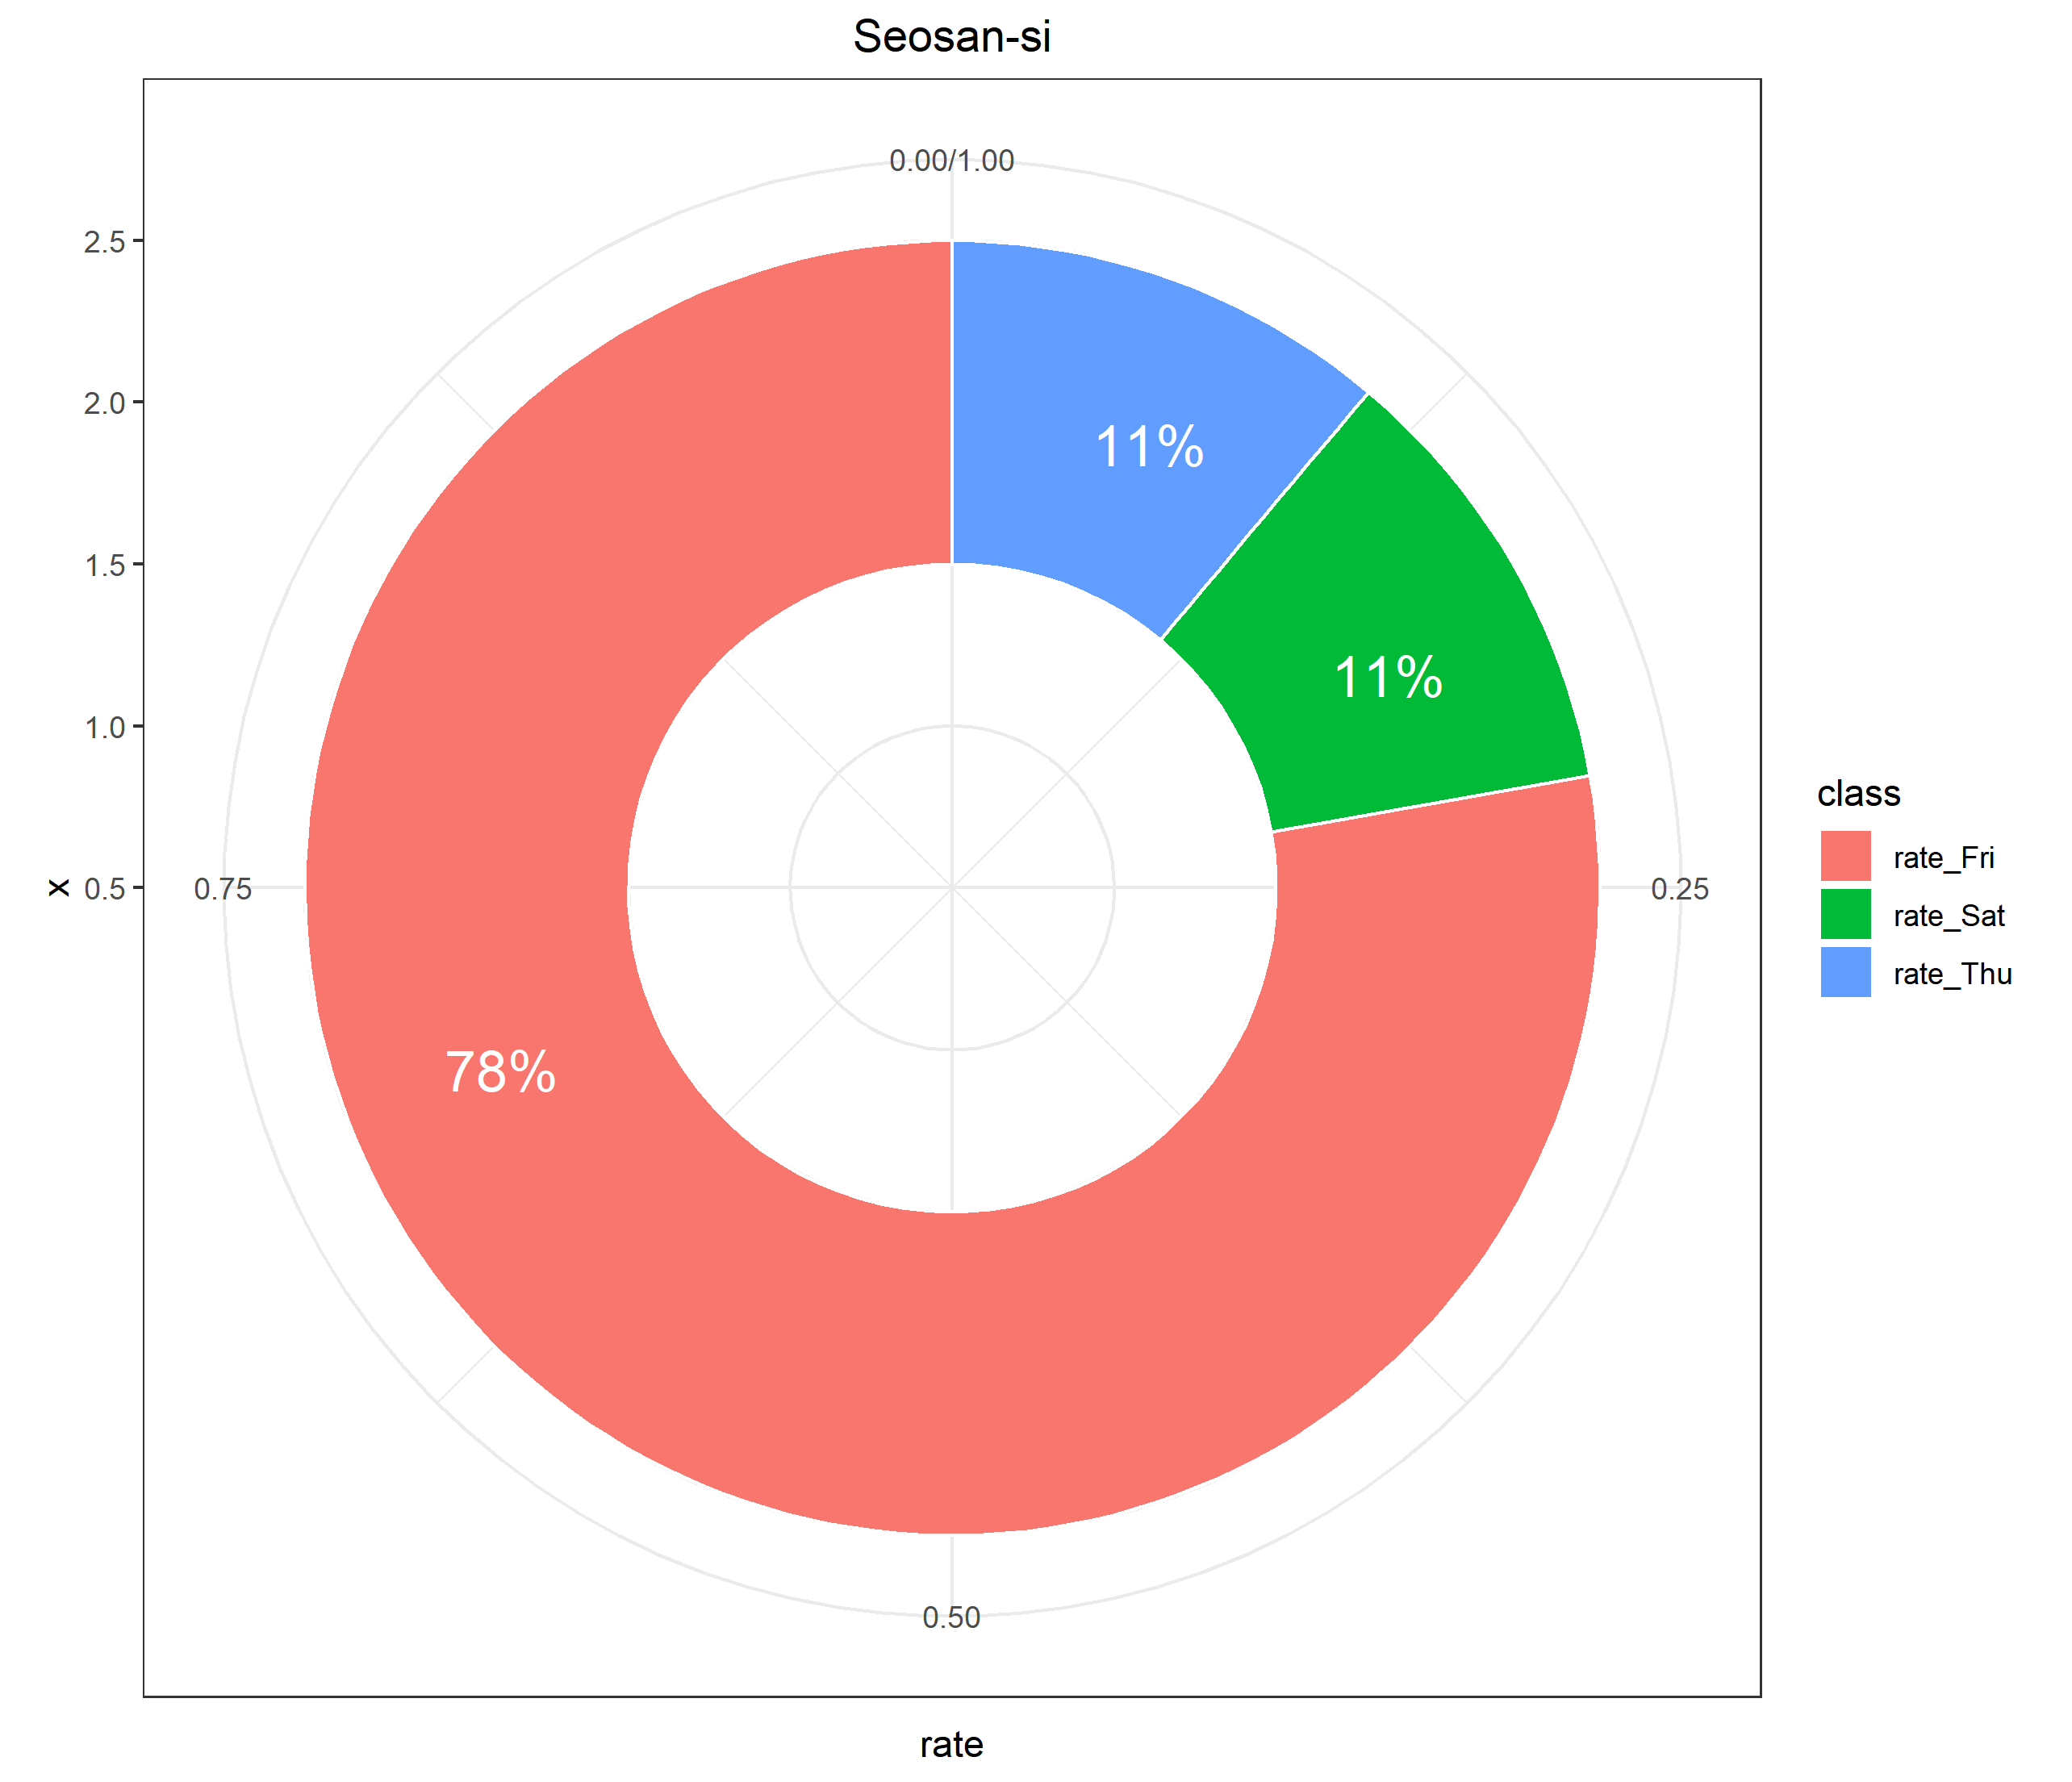 Seosan-si
0.00/1.00
2.5
2.0
11%
1.5
11%
1.0
class
rate_Fri
x 0.5 0.75 0.25
rate_Sat
rate_Thu
78%
0.50
rate